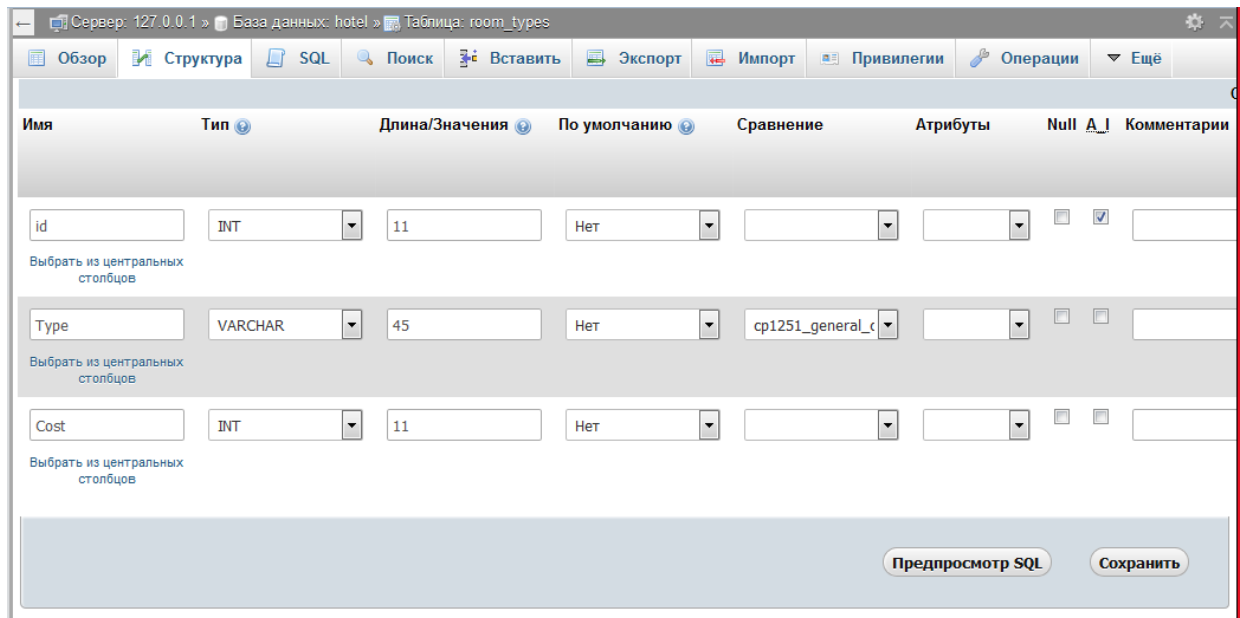 ← Сервер: 127.0.0.1 » База данных: hotel » Таблица: room_types
Обзор Структура SQL Поиск Вставить Экспорт Импорт Привилегии Операции Ещё
Имя Тип Длина/Значения По умолчанию Сравнение Атрибуты Null A_I Комментарии
id INT 11 Нет
Выбрать из центральных
столбцов
Type VARCHAR 45 Нет cp1251_general_c
Выбрать из центральных
столбцов
Cost INT 11 Нет
Выбрать из центральных
столбцов
Предпросмотр SQL Сохранить